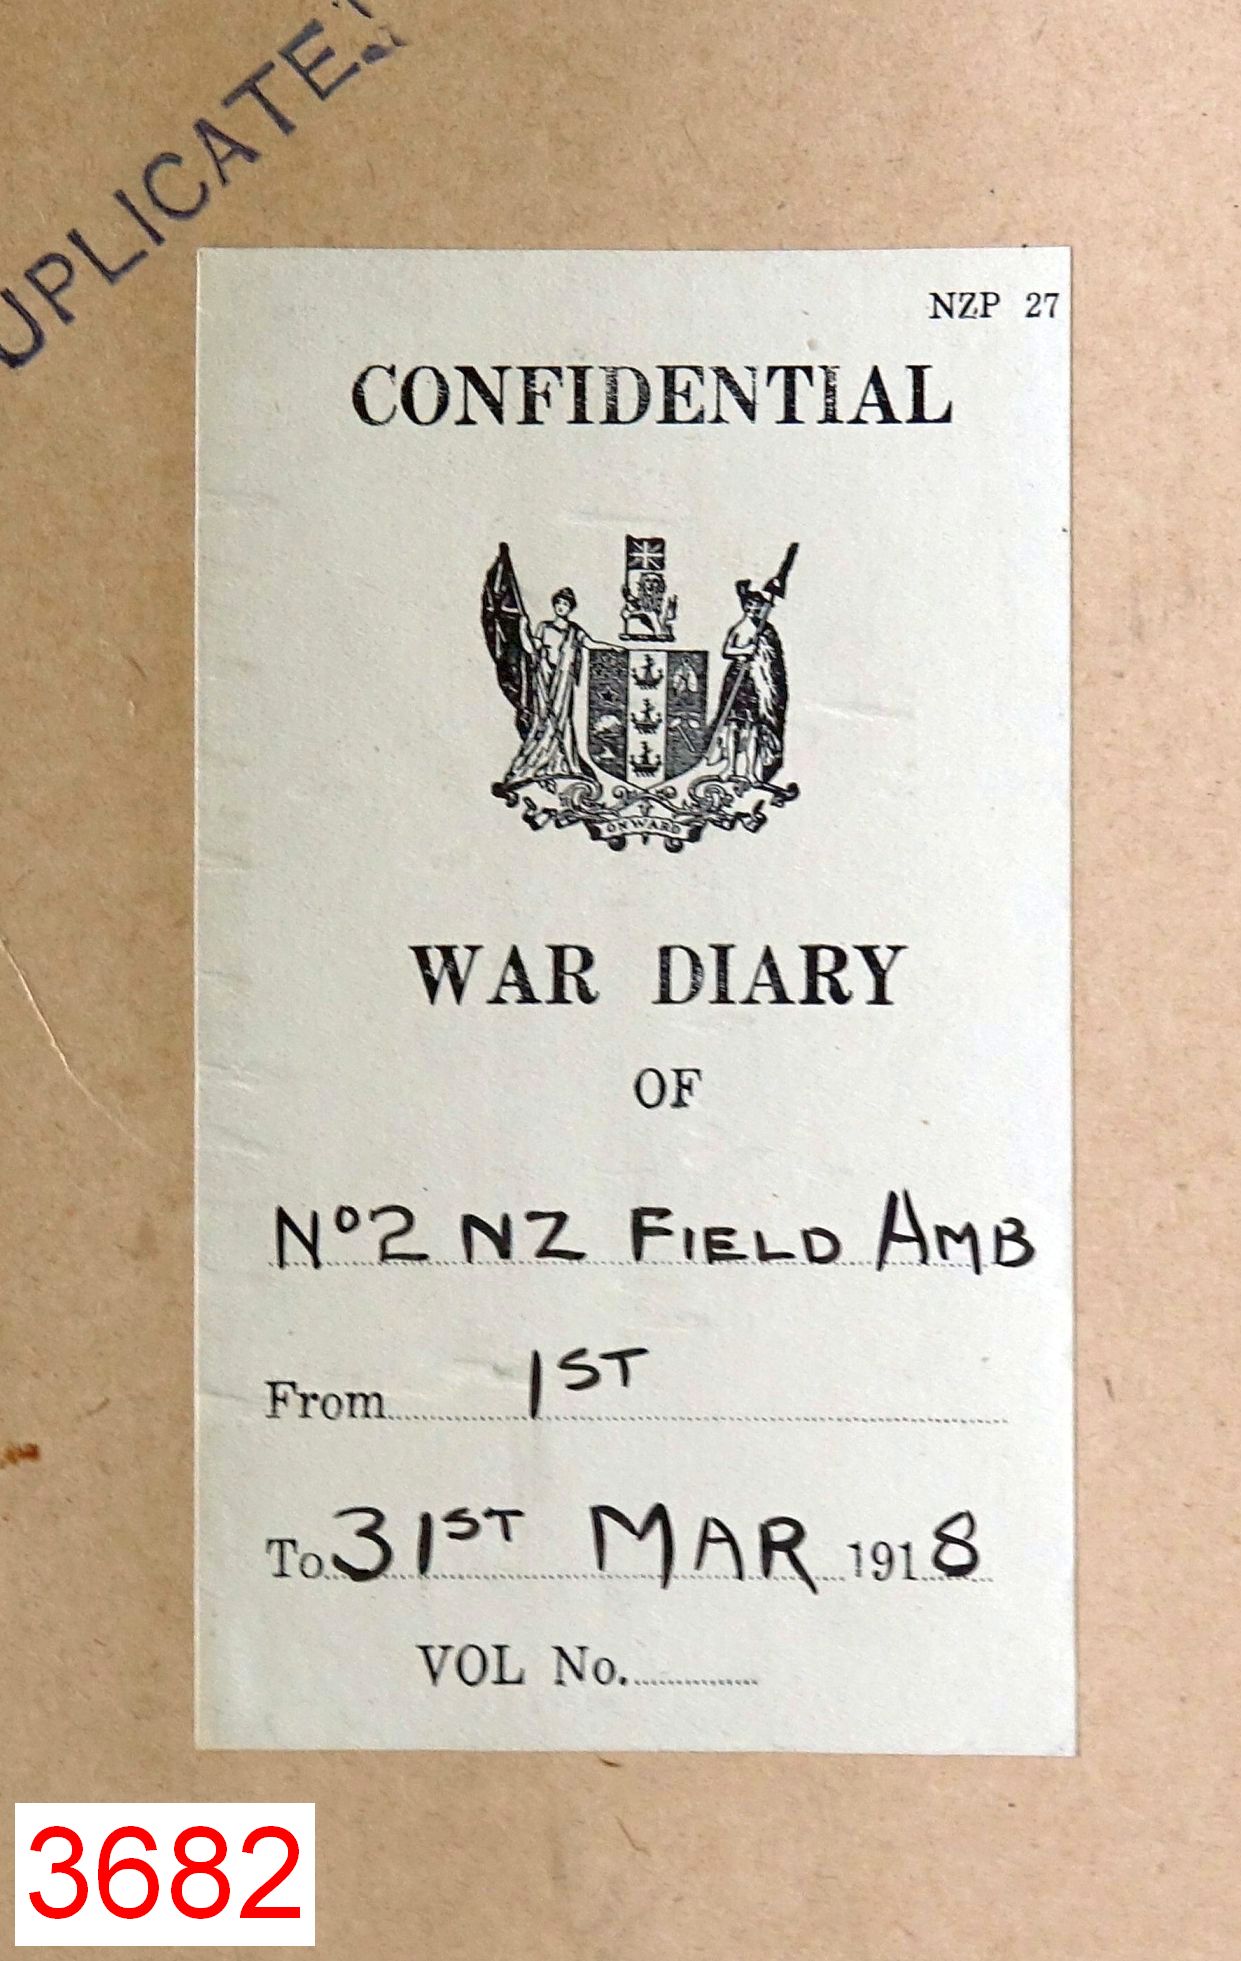 UPLICATE.
NZP 27
CONFIDENTIAL
ONWARD
WAR DIARY
OF
Nº2 NZ FIELD AMB
From 1ST
To 31ST MAR 1918
VOL No.
3682